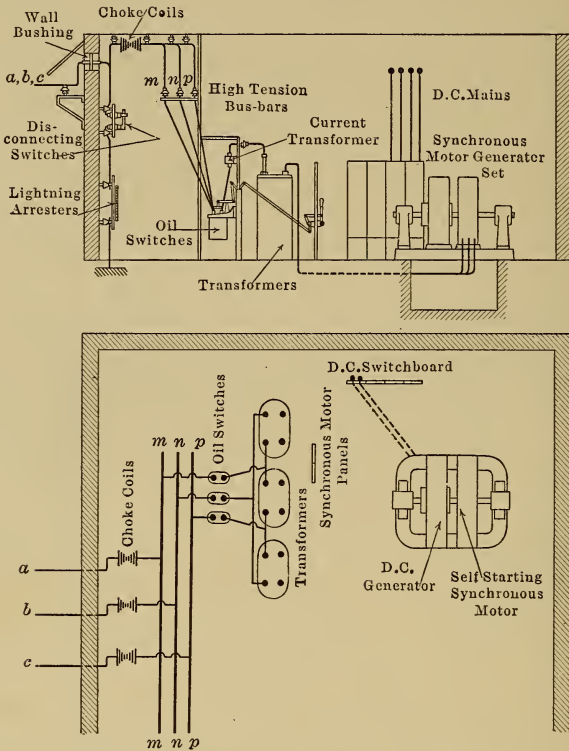 Choke Coils
Wall
Bushing
a, b, c
m n p
High Tension
Bus-bars
D.C. Mains
Current
Transformer
Synchronous
Motor Generator
Set
Dis-
connecting
Switches
Lightning
Arresters
Oil
Switches
Transformers
D.C. Switchboard
m n p
Oil Switches
Synchronous Motor
Panels
Choke Coils
Transformers
a
b
c
D.C.
Generator
Self Starting
Synchronous
Motor
m n p